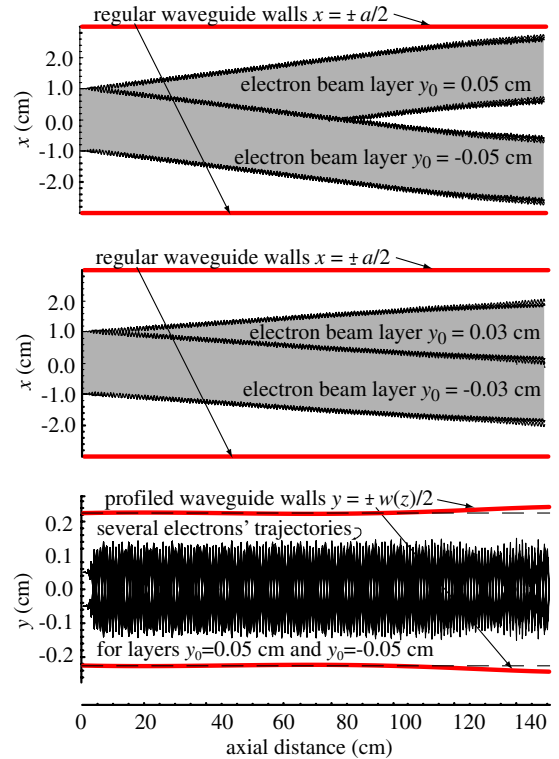 regular waveguide walls x = ± a/2
2.0
1.0
0.0
-1.0
-2.0
x (cm)
electron beam layer y0 = 0.05 cm
electron beam layer y0 = -0.05 cm
regular waveguide walls x = ± a/2
2.0
1.0
0.0
-1.0
-2.0
x (cm)
electron beam layer y0 = 0.03 cm
electron beam layer y0 = -0.03 cm
profiled waveguide walls y = ± w(z)/2
several electrons’ trajectories
0.2
0.1
0.0
-0.1
-0.2
y (cm)
for layers y0=0.05 cm and y0=-0.05 cm
0 20 40 60 80 100 120 140
axial distance (cm)